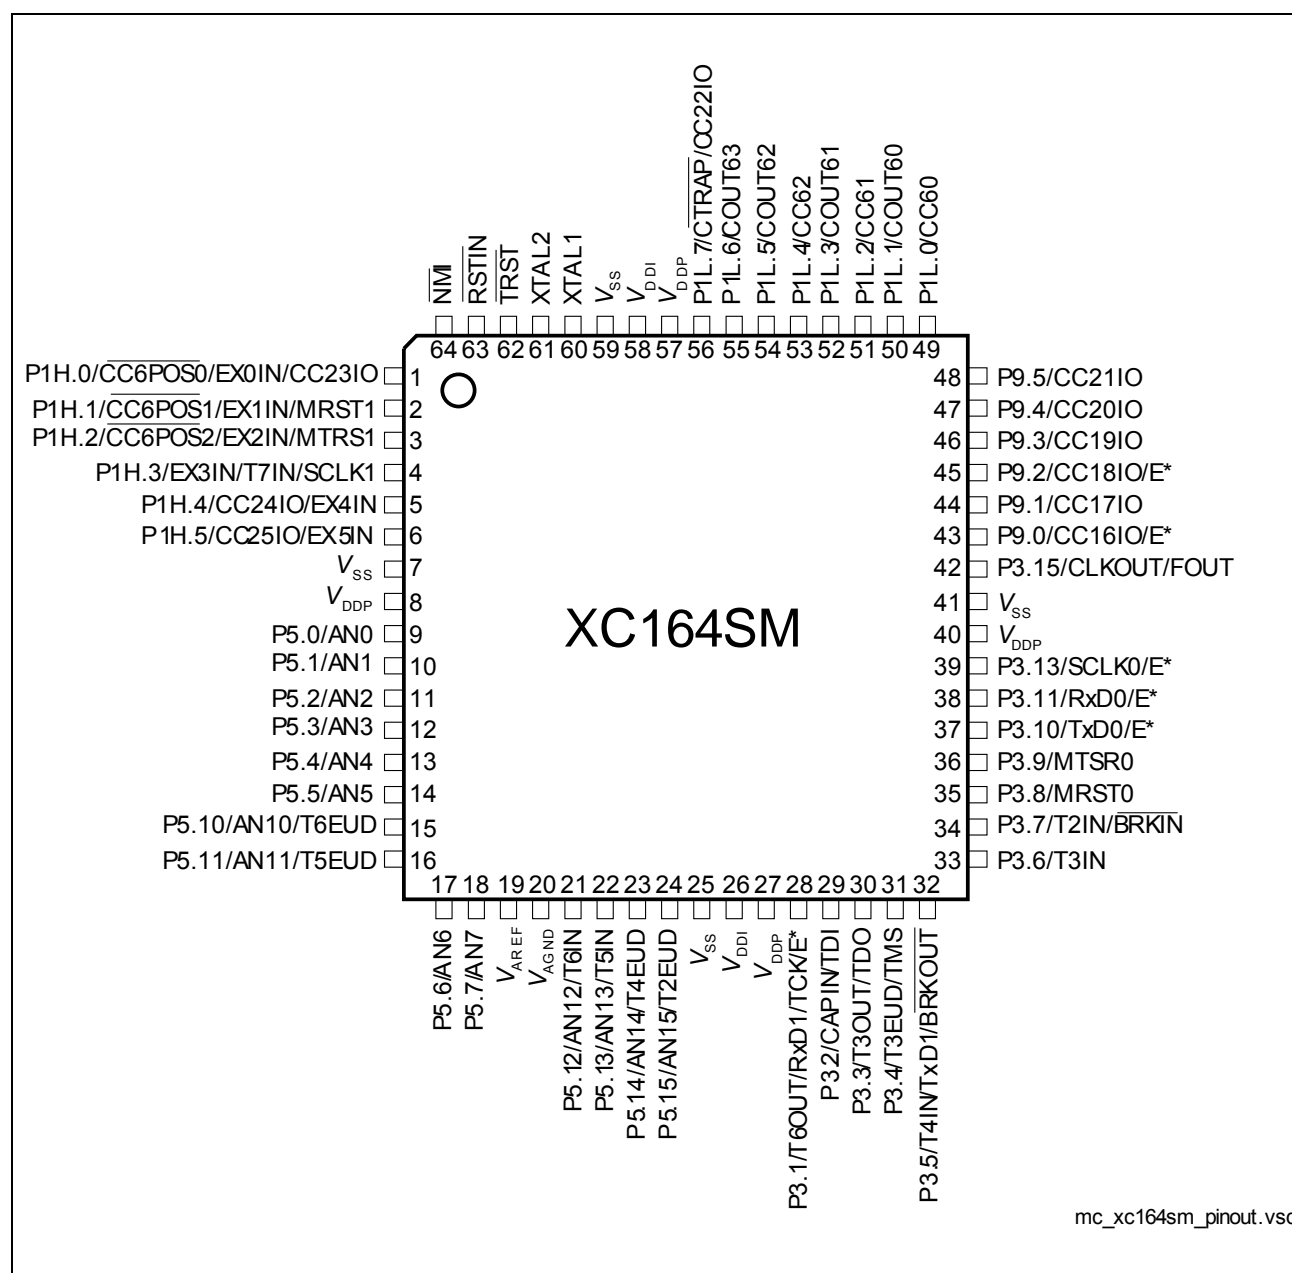 NMI
RSTIN
TRST
XTAL2
XTAL1
VSS
VDDI
VDDP
P1L.7/CTRAP/CC22IO
P1L.6/COUT63
P1L.5/COUT62
P1L.4/CC62
P1L.3/COUT61
P1L.2/CC61
P1L.1/COUT60
P1L.0/CC60
64 63 62 61 60 59 58 57 56 55 54 53 52 51 50 49
P1H.0/CC6POS0/EX0IN/CC23IO 1
P1H.1/CC6POS1/EX1IN/MRST1 2
P1H.2/CC6POS2/EX2IN/MTRS1 3
P1H.3/EX3IN/T7IN/SCLK1 4
P1H.4/CC24IO/EX4IN 5
P1H.5/CC25IO/EX5IN 6
VSS 7
VDDP 8
P5.0/AN0 9
P5.1/AN1 10
P5.2/AN2 11
P5.3/AN3 12
P5.4/AN4 13
P5.5/AN5 14
P5.10/AN10/T6EUD 15
P5.11/AN11/T5EUD 16
XC164SM
48 P9.5/CC21IO
47 P9.4/CC20IO
46 P9.3/CC19IO
45 P9.2/CC18IO/E*
44 P9.1/CC17IO
43 P9.0/CC16IO/E*
42 P3.15/CLKOUT/FOUT
41 VSS
40 VDDP
39 P3.13/SCLK0/E*
38 P3.11/RxD0/E*
37 P3.10/TxD0/E*
36 P3.9/MTSR0
35 P3.8/MRST0
34 P3.7/T2IN/BRKIN
33 P3.6/T3IN
17 18 19 20 21 22 23 24 25 26 27 28 29 30 31 32
P5.6/AN6
P5.7/AN7
VAREF
VAGND
P5.12/AN12/T6IN
P5.13/AN13/T5IN
P5.14/AN14/T4EUD
P5.15/AN15/T2EUD
VSS
VDDI
VDDP
P3.1/T6OUT/RxD1/TCK/E*
P3.2/CAPIN/TDI
P3.3/T3OUT/TDO
P3.4/T3EUD/TMS
P3.5/T4IN/TxD1/BRKOUT
mc_xc164sm_pinout.vsd